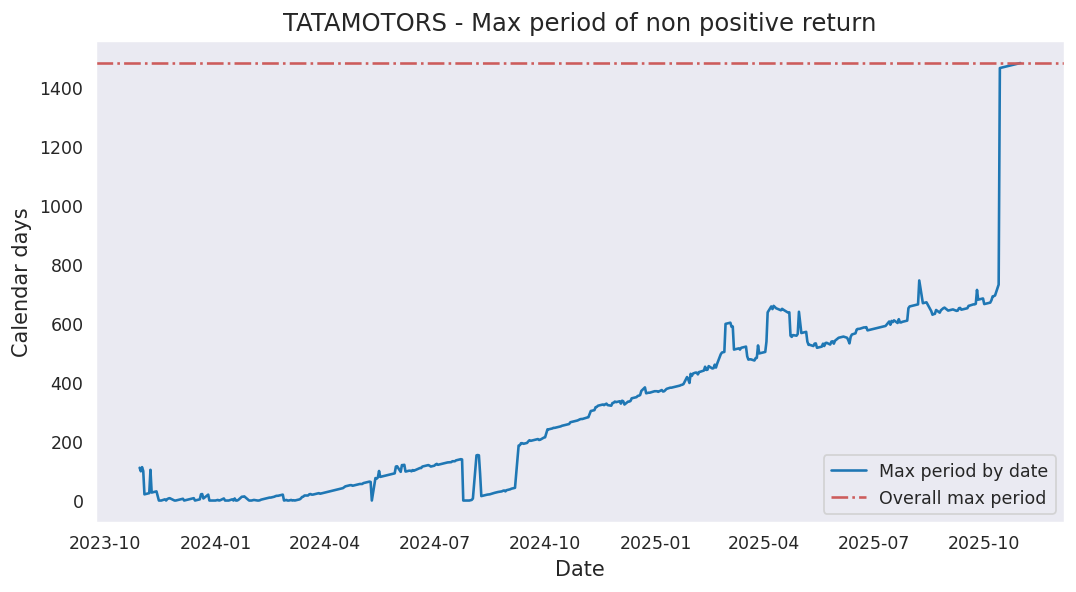 TATAMOTORS - Max period of non positive return
Calendar days
1400
1200
1000
800
600
400
200
0
Max period by date
Overall max period
2023-10 2024-01 2024-04 2024-07 2024-10 2025-01 2025-04 2025-07 2025-10
Date